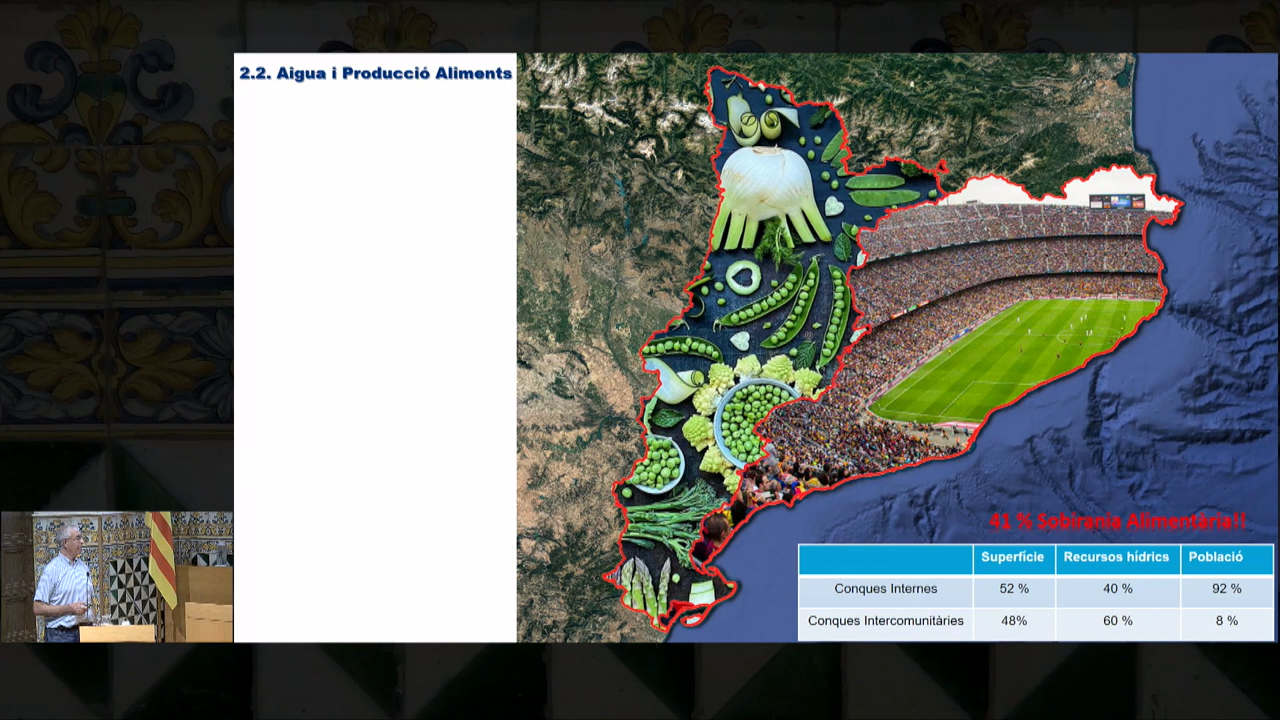 2.2. Aigua i Producció Aliments
41 % Sobirania Alimentària!!
Superfície Recursos hídrics Població
Conques Internes 52 % 40 % 92 %
Conques Intercomunitàries 48% 60 % 8 %